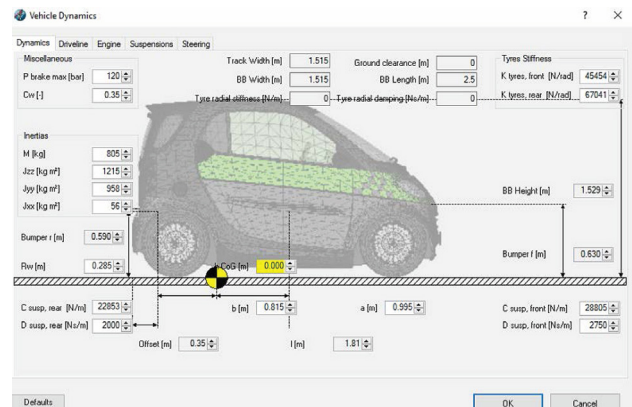 Vehicle Dynamics ? ×
Dynamics Driveline Engine Suspensions Steering
Miscellaneous
P brake max [bar] 120
Cw [-] 0.35
Track Width [m] 1.515
Ground clearance [m] 0
BB Width [m] 1.515
BB Length [m] 2.5
Tyre radial stiffness [N/m] 0
Tyre radial damping [Ns/m] 0
Tyres Stiffness
K tyres, front [N/rad] 45454
K tyres, rear [N/rad] 67041
Inertias
M [kg] 805
Jzz [kg m²] 1215
Jyy [kg m²] 958
Jxx [kg m²] 56
BB Height [m] 1.529
Bumper r [m] 0.590
Bumper f [m] 0.630
Rw [m] 0.285
CoG [m] 0.000
C susp, rear [N/m] 22853
b [m] 0.815
a [m] 0.995
C susp, front [N/m] 28805
D susp, rear [Ns/m] 2000
D susp, front [Ns/m] 2750
Offset [m] 0.35
l [m] 1.81
Defaults OK Cancel